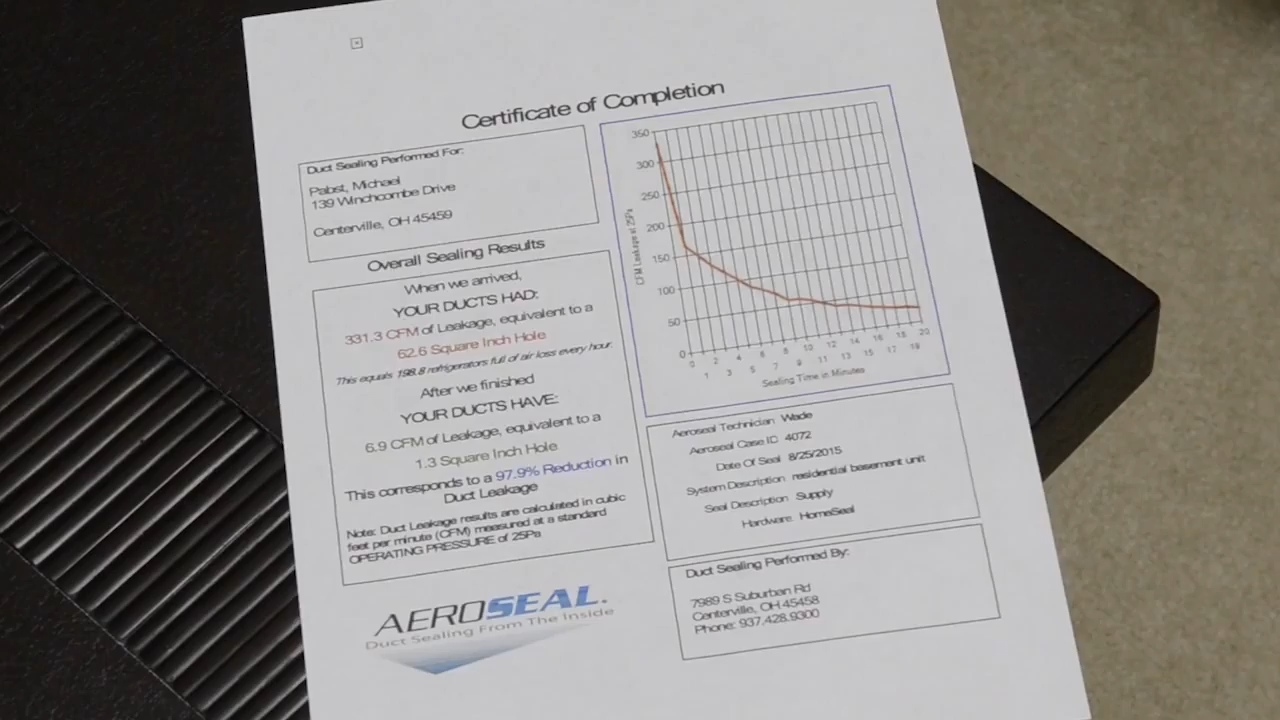 Certificate of Completion
Duct Sealing Performed For:
Pabst, Michael
139 Winchcombe Drive
Centerville, OH 45459
Overall Sealing Results
When we arrived,
YOUR DUCTS HAD:
331.3 CFM of Leakage, equivalent to a
62.6 Square Inch Hole
This equals 198.8 refrigerators full of air loss every hour.
After we finished
YOUR DUCTS HAVE:
6.9 CFM of Leakage, equivalent to a
1.3 Square Inch Hole
This corresponds to a 97.9% Reduction in
Duct Leakage
Note: Duct Leakage results are calculated in cubic
feet per minute (CFM) measured at a standard
OPERATING PRESSURE of 25Pa
AEROSEAL.
Duct Sealing From The Inside
CFM Leakage at 25Pa
350
300
250
200
150
100
50
0
0 2 4 6 8 10 12 14 16 18 20
1 3 5 7 9 11 13 15 17 19
Sealing Time in Minutes
Aeroseal Technician Wade
Aeroseal Case ID 4072
Date Of Seal 8/25/2015
System Description residential basement unit
Seal Description Supply
Hardware HomeSeal
Duct Sealing Performed By:
7989 S Suburban Rd
Centerville, OH 45458
Phone: 937.428.9300